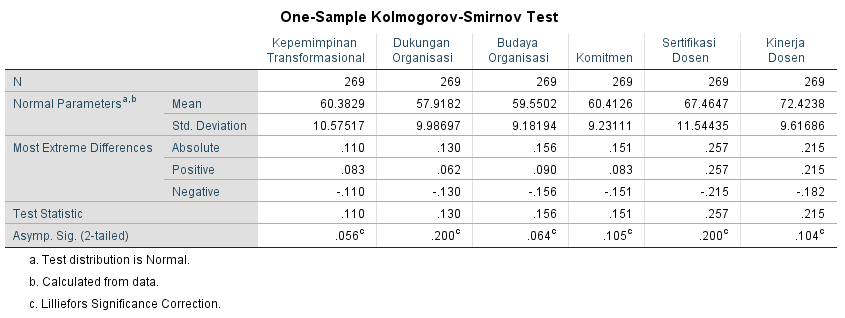 One-Sample Kolmogorov-Smirnov Test
Kepemimpinan Transformasional Dukungan Organisasi Budaya Organisasi Komitmen Sertifikasi Dosen Kinerja Dosen
N 269 269 269 269 269 269
Normal Parametersa,b Mean 60.3829 57.9182 59.5502 60.4126 67.4647 72.4238
Std. Deviation 10.57517 9.98697 9.18194 9.23111 11.54435 9.61686
Most Extreme Differences Absolute .110 .130 .156 .151 .257 .215
Positive .083 .062 .090 .083 .257 .215
Negative -.110 -.130 -.156 -.151 -.215 -.182
Test Statistic .110 .130 .156 .151 .257 .215
Asymp. Sig. (2-tailed) .056c .200c .064c .105c .200c .104c
a. Test distribution is Normal.
b. Calculated from data.
c. Lilliefors Significance Correction.